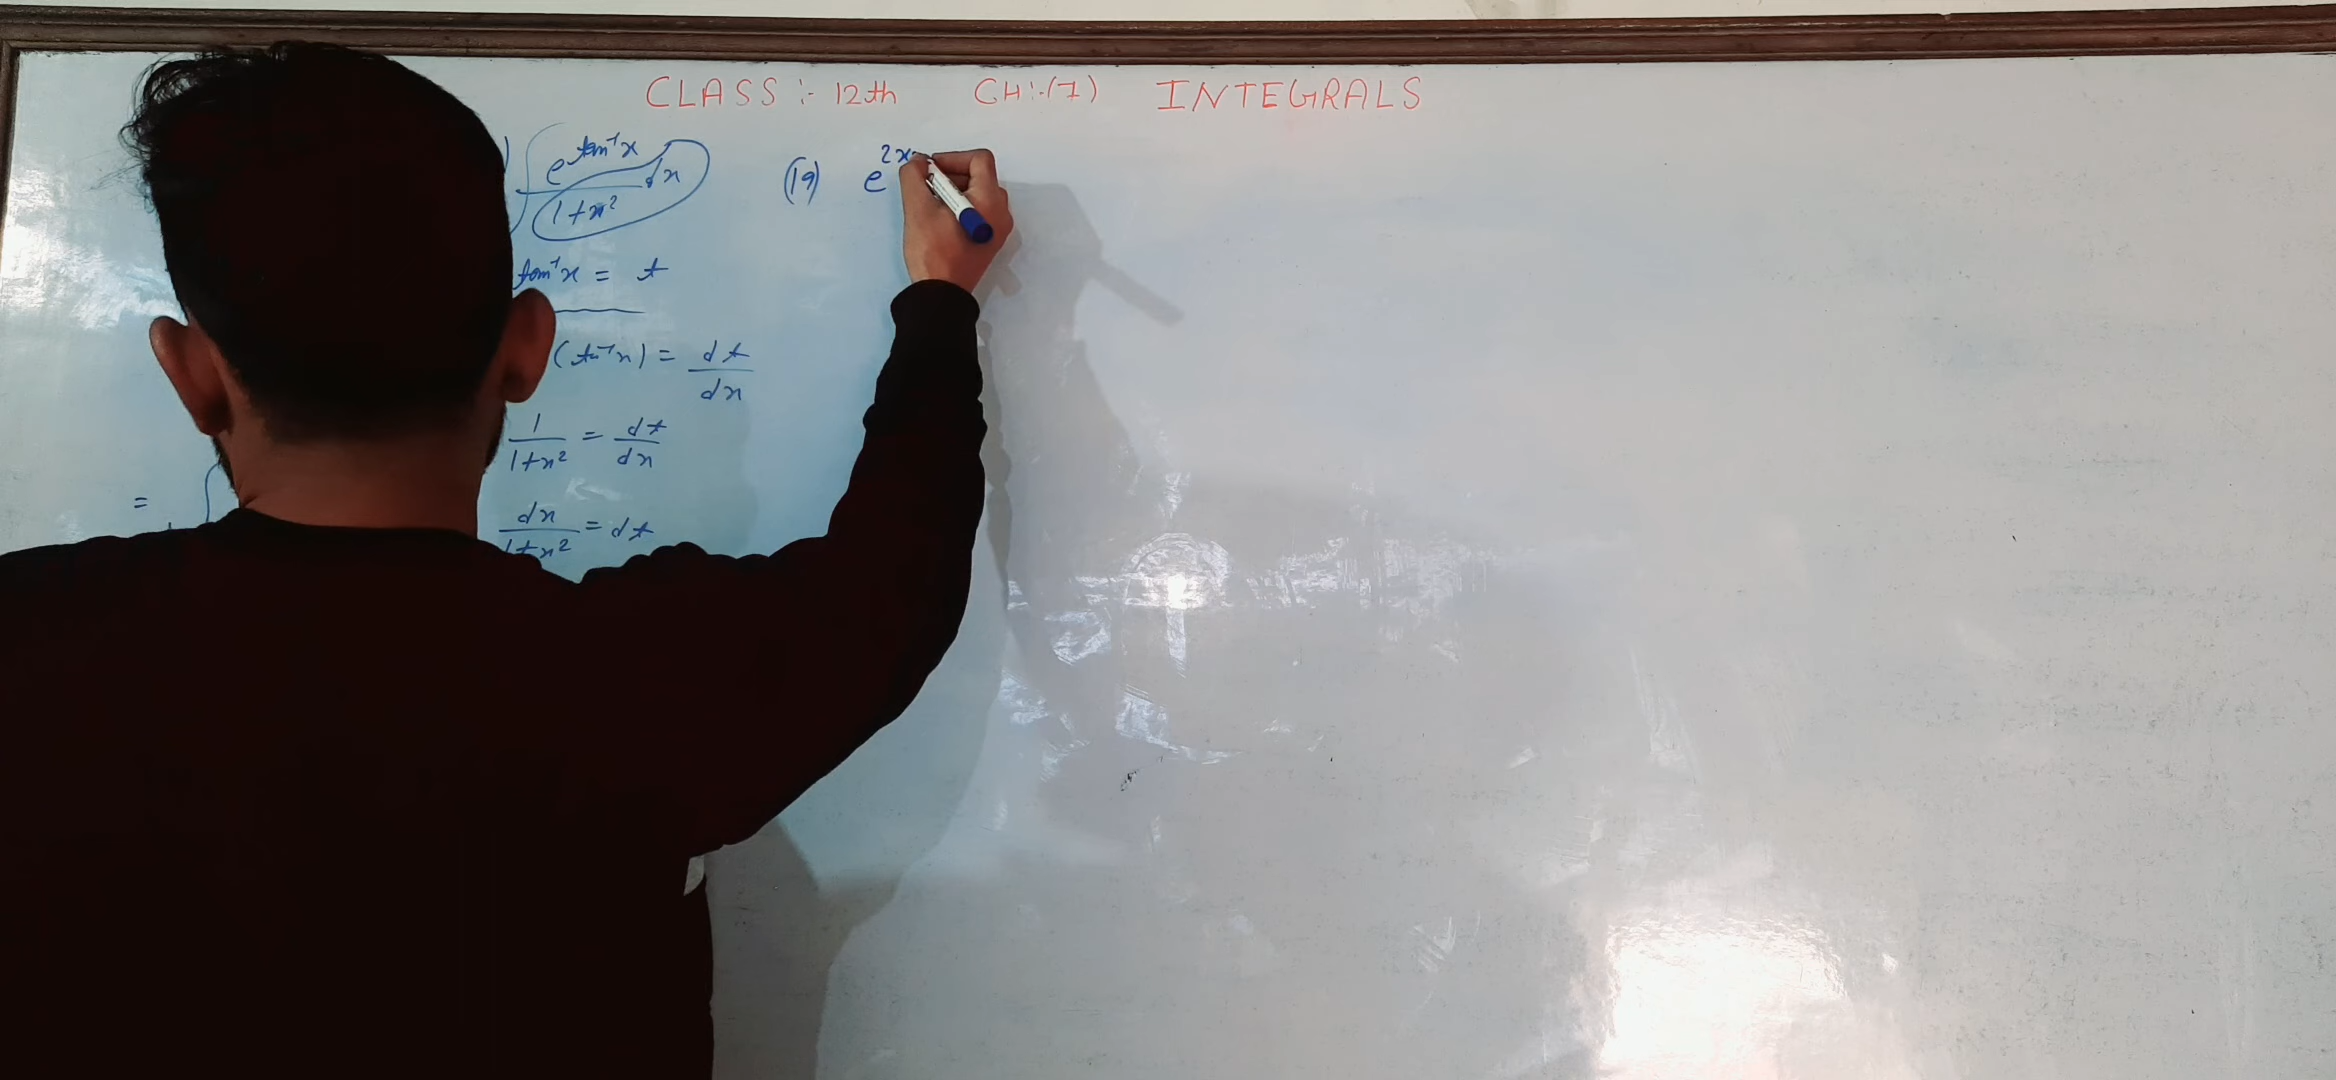 CLASS :- 12th CH:-(7) INTEGRALS
e^tan⁻¹x / 1+x² dx
tan⁻¹x = t
(tan⁻¹x) = dt/dx
1/1+x² = dt/dx
= dx/1+x² = dt
(19) e^2x